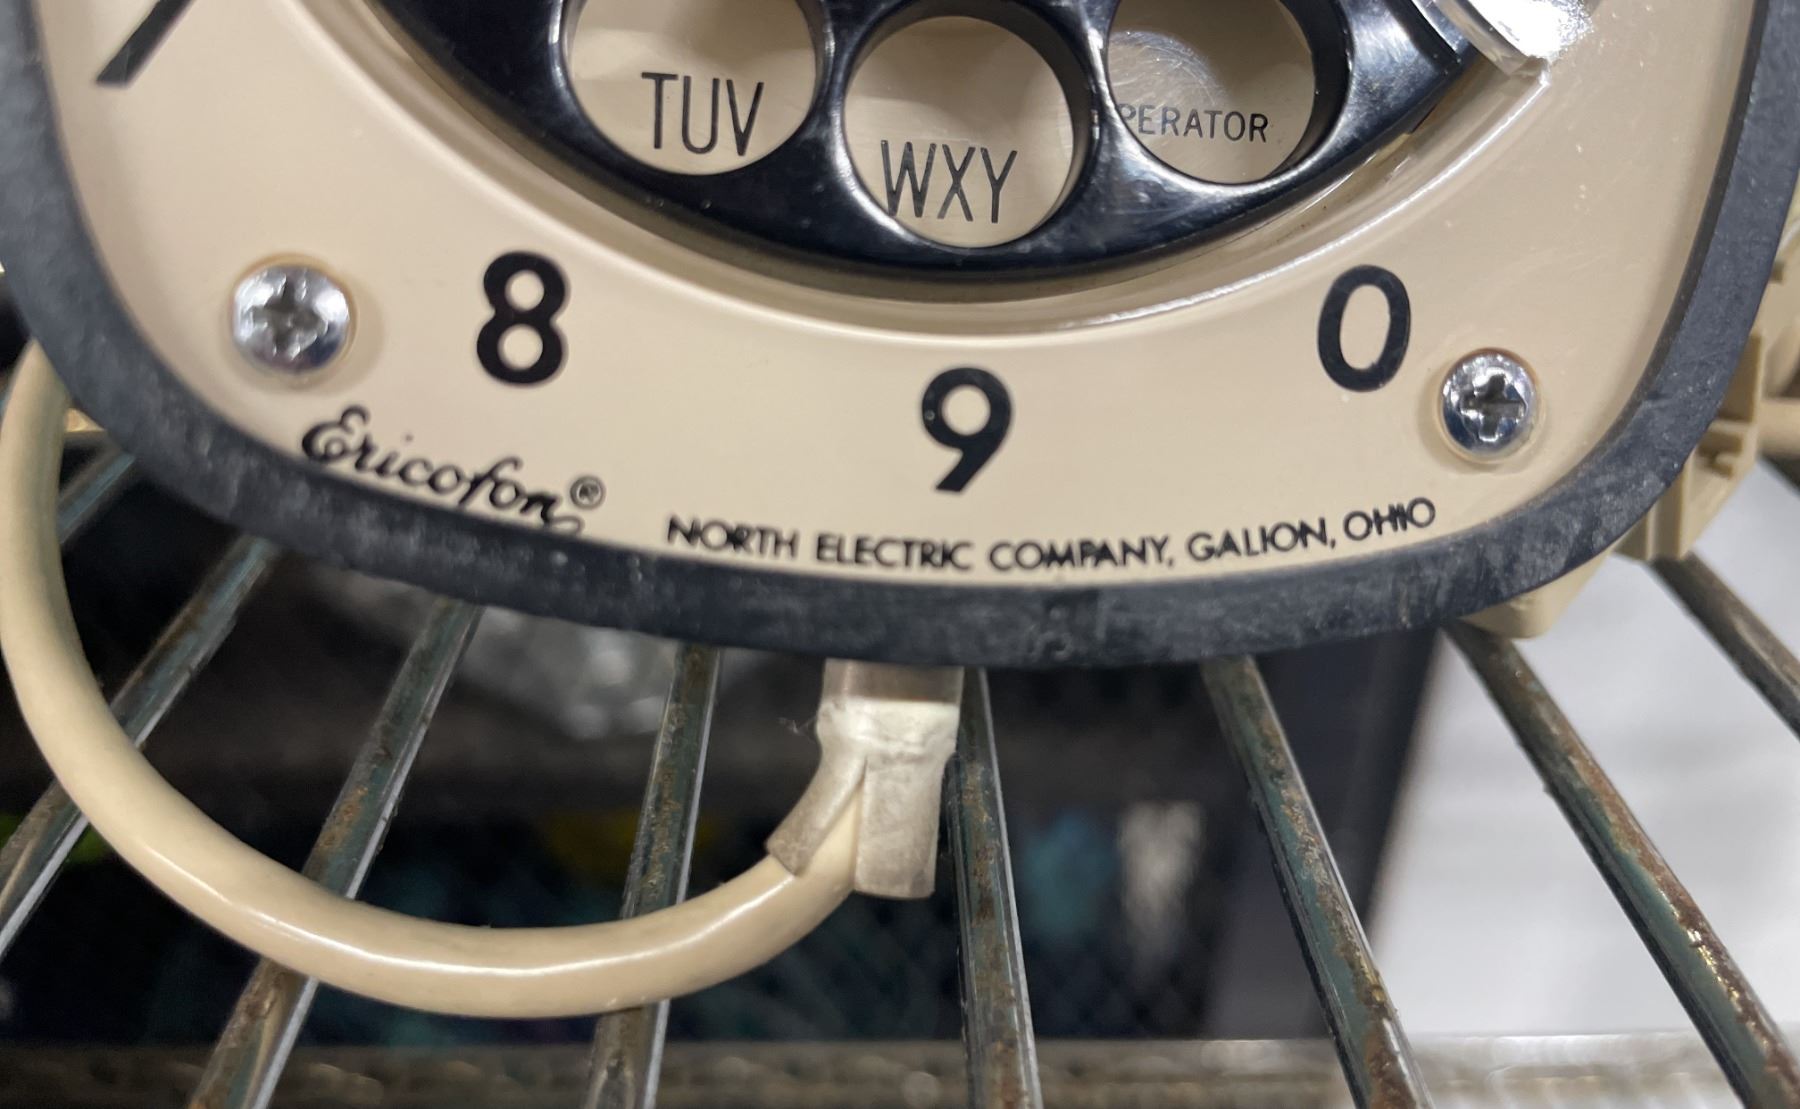 TUV
WXY
PERATOR
8
9
0
Ericofon®
NORTH ELECTRIC COMPANY, GALION, OHIO